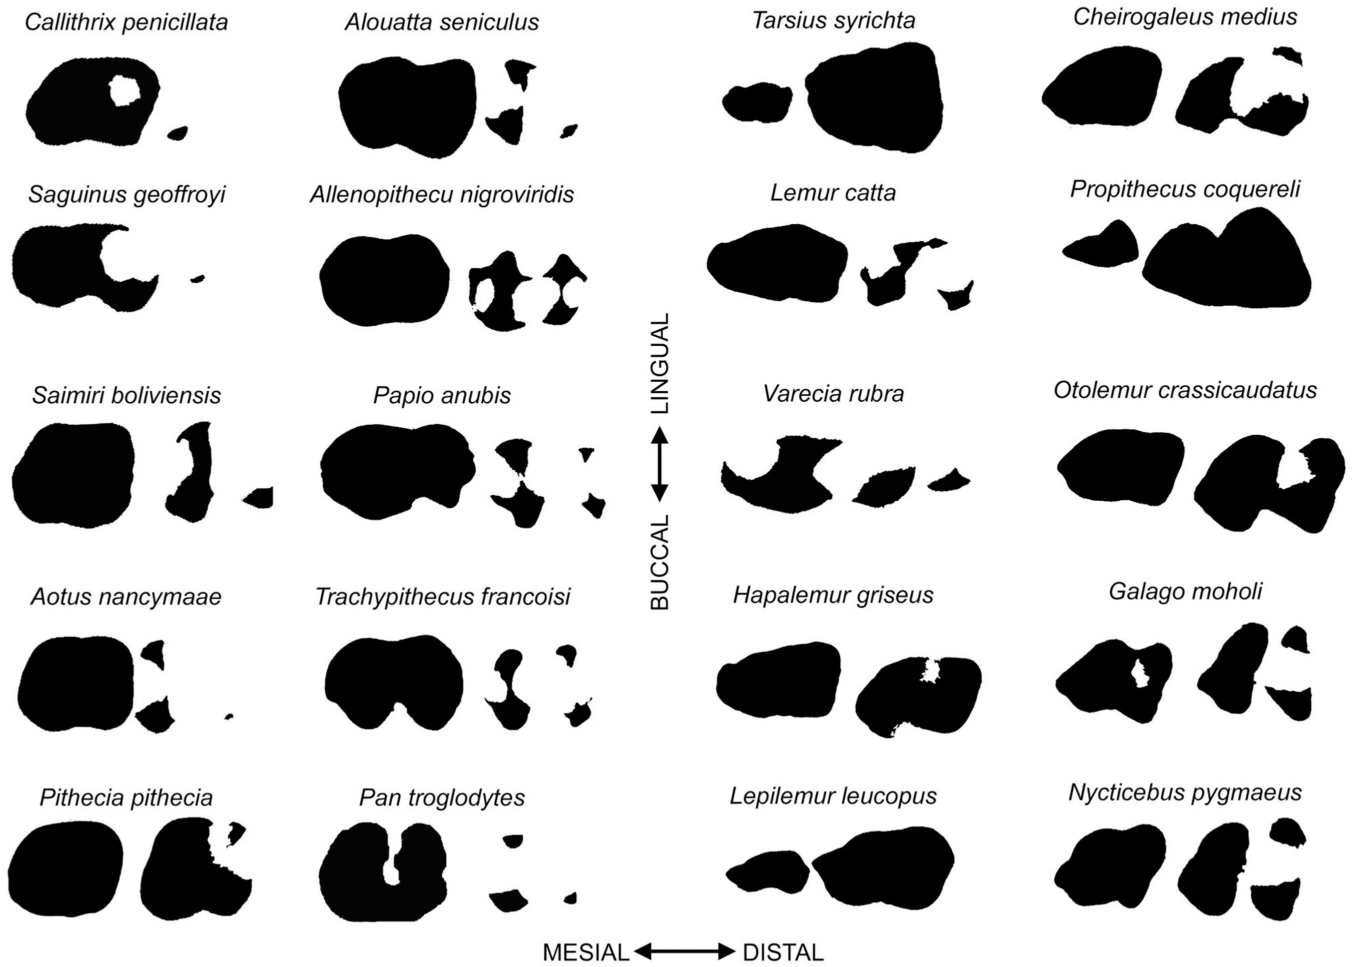 Callithrix penicillata
Alouatta seniculus
Tarsius syrichta
Cheirogaleus medius
Saguinus geoffroyi
Allenopithecu nigroviridis
Lemur catta
Propithecus coquereli
Saimiri boliviensis
Papio anubis
Varecia rubra
Otolemur crassicaudatus
LINGUAL
BUCCAL
Aotus nancymaae
Trachypithecus francoisi
Hapalemur griseus
Galago moholi
Pithecia pithecia
Pan troglodytes
Lepilemur leucopus
Nycticebus pygmaeus
MESIAL
DISTAL